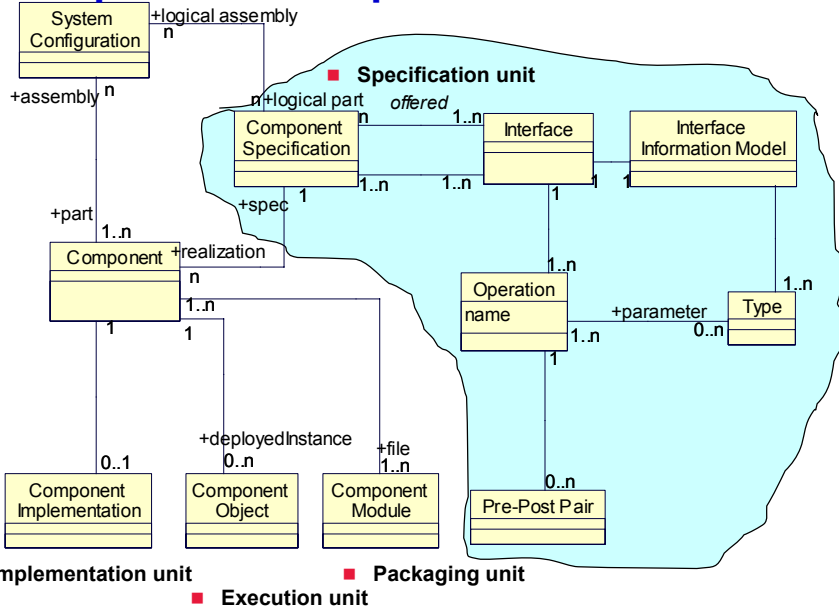 System
Configuration
+logical assembly
n
+assembly
n
Specification unit
n
+logical part
offered
n
1..n
Component
Specification
Interface
Interface
Information Model
1..n
1..n
1
1
1
+spec
1
+part
1..n
Component
+realization
n
1..n
1
1
1..n
Operation
name
+parameter
1..n
0..n
1..n
Type
1
0..1
+deployedInstance
0..n
+file
1..n
0..n
Component
Implementation
Component
Object
Component
Module
Pre-Post Pair
mplementation unit
Packaging unit
Execution unit